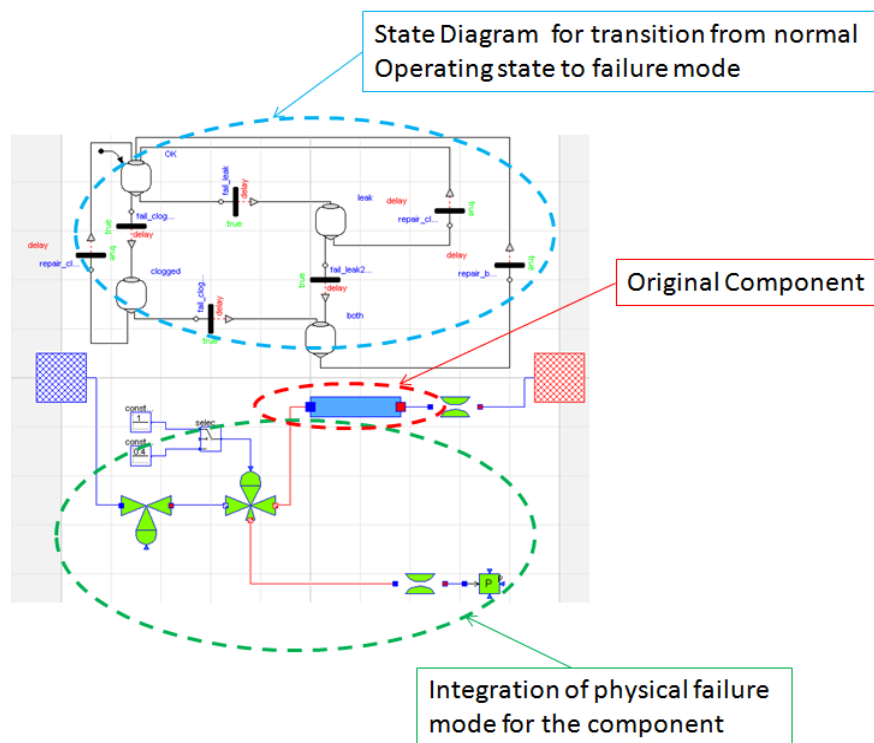 State Diagram for transition from normal
Operating state to failure mode
OK
fail_leak
delay
true
leak
delay
true
repair_cl...
fail_clog...
true
delay
delay
true
repair_cl...
clogged
fail_clog...
delay
true
fail_leak2...
true
delay
delay
true
repair_b...
both
Original Component
const...
1
selec
const...
0.4
P
Integration of physical failure
mode for the component